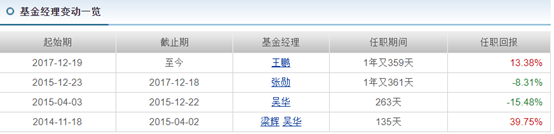 基金经理变动一览
起始期 截止期 基金经理 任职期间 任职回报
2017-12-19 至今 王鹏 1年又359天 13.38%
2015-12-23 2017-12-18 张勋 1年又361天 -8.31%
2015-04-03 2015-12-22 吴华 263天 -15.48%
2014-11-18 2015-04-02 梁辉 吴华 135天 39.75%